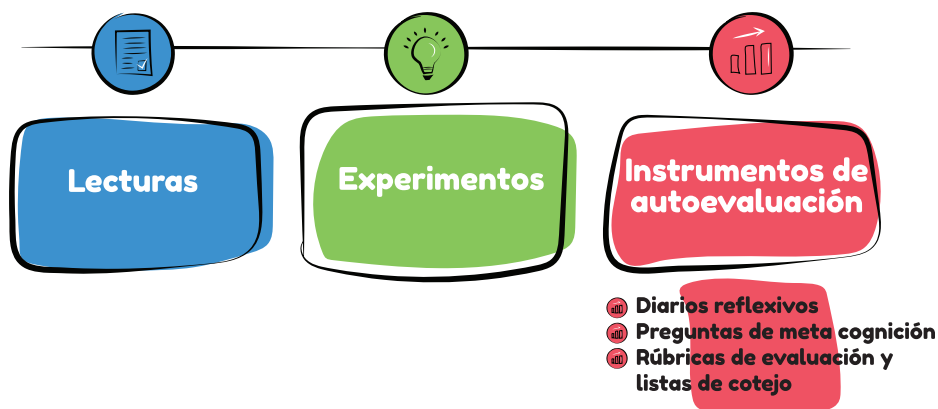 Lecturas
Experimentos
Instrumentos de
autoevaluación
Diarios reflexivos
Preguntas de meta cognición
Rúbricas de evaluación y
listas de cotejo